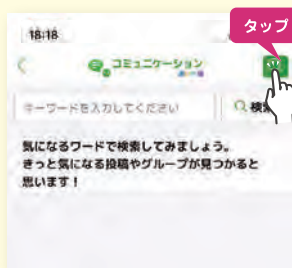 タップ
18:18
コミュニケーション
キーワードを入力してください
検索
気になるワードで検索してみましょう。
きっと気になる投稿やグループが見つかると
思います！